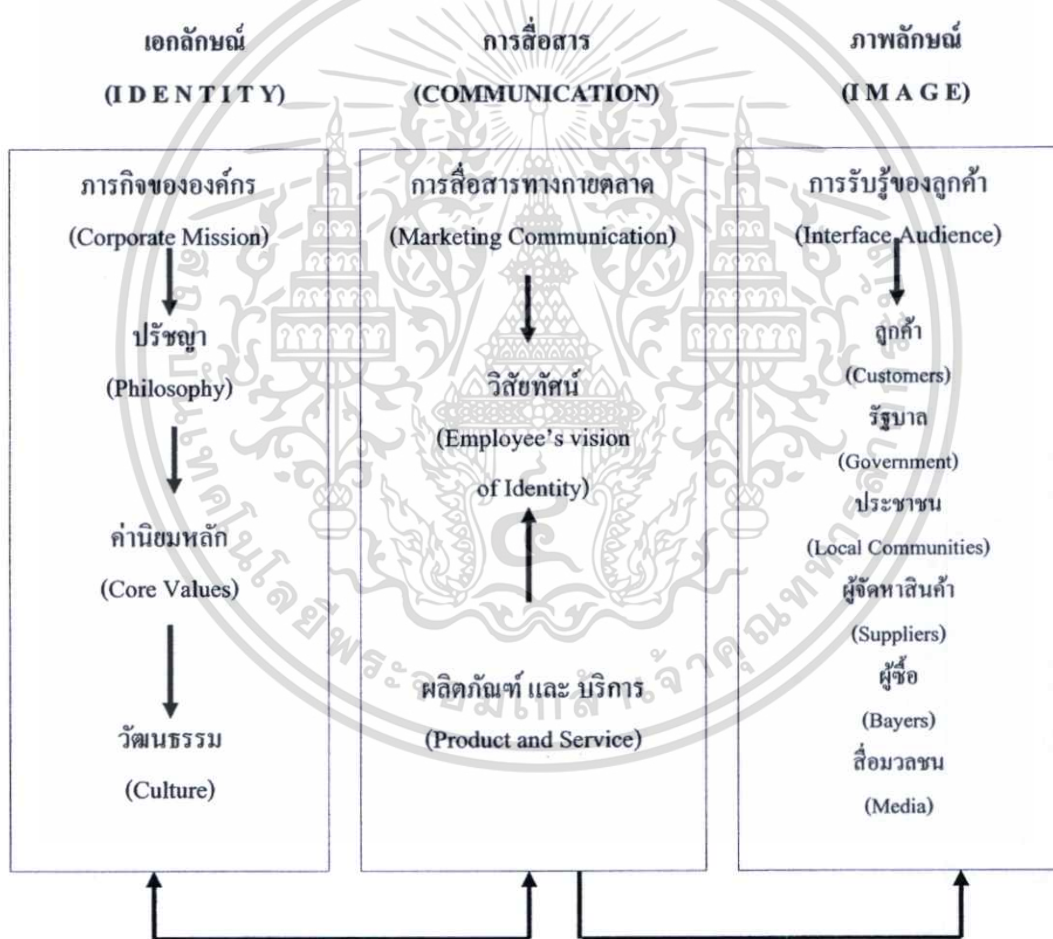 เอกลักษณ์
(I D E N T I T Y)
ภารกิจขององค์กร
(Corporate Mission)
ปรัชญา
(Philosophy)
ค่านิยมหลัก
(Core Values)
วัฒนธรรม
(Culture)
การสื่อสาร
(COMMUNICATION)
การสื่อสารทางกายตลาด
(Marketing Communication)
วิสัยทัศน์
(Employee's vision
of Identity)
ผลิตภัณฑ์ และ บริการ
(Product and Service)
ภาพลักษณ์
(I M A G E)
การรับรู้ของลูกค้า
(Interface Audience)
ลูกค้า
(Customers)
รัฐบาล
(Government)
ประชาชน
(Local Communities)
ผู้จัดหาสินค้า
(Suppliers)
ผู้ซื้อ
(Bayers)
สื่อมวลชน
(Media)
๔